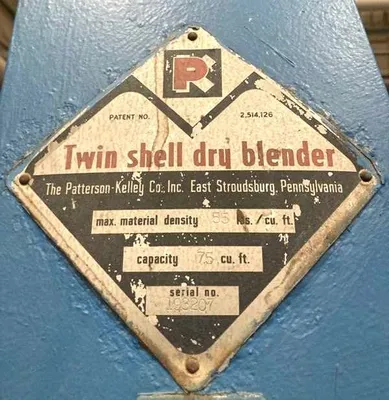 PK
PATENT NO. 2,514,126
Twin shell dry blender
The Patterson-Kelley Co., Inc. East Stroudsburg, Pennsylvania
max. material density 55 lbs./cu. ft.
capacity 75 cu. ft.
serial no.